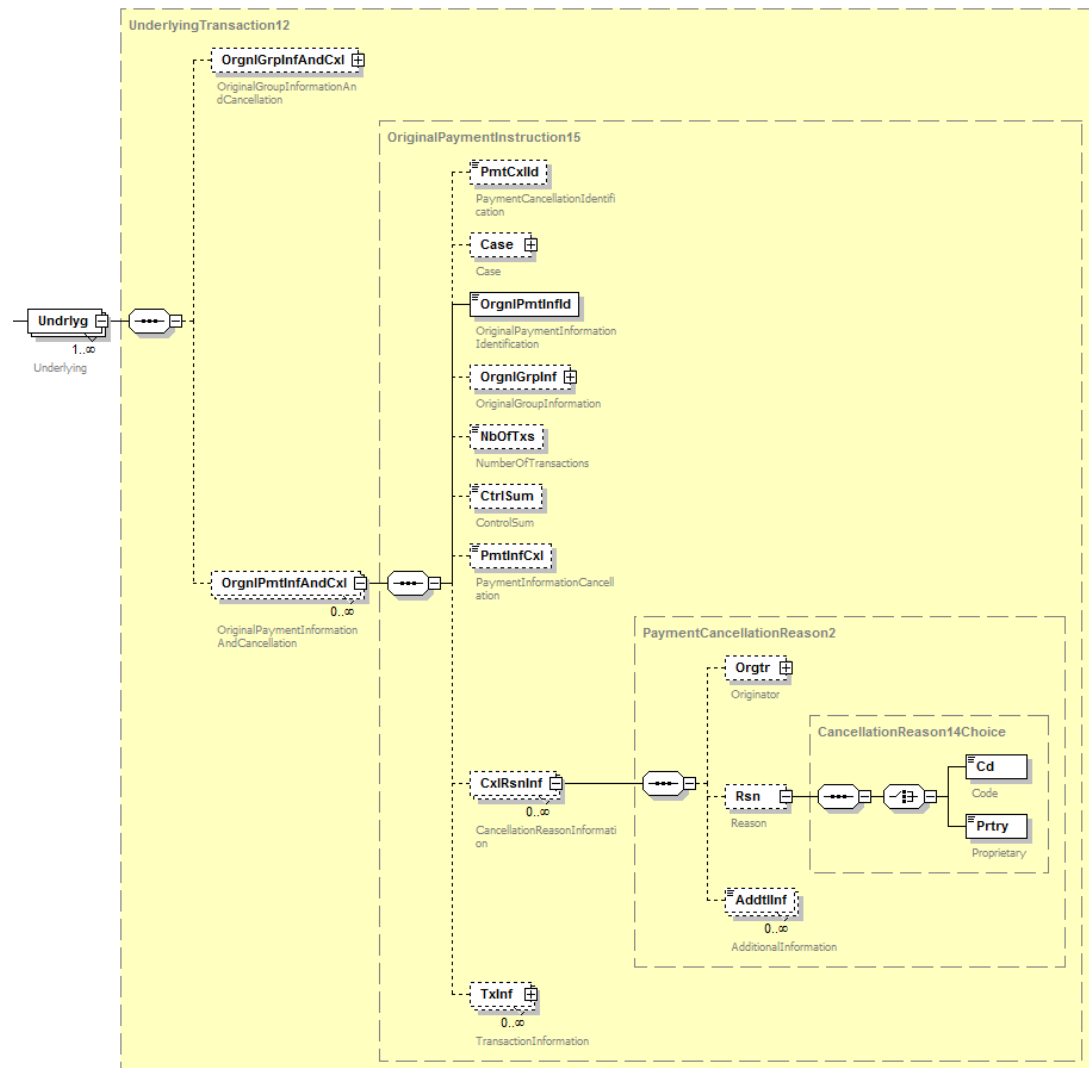 UnderlyingTransaction12
OrgnlGrpInfAndCxl
OriginalGroupInformationAn
dCancellation
OriginalPaymentInstruction15
PmtCxlId
PaymentCancellationIdentifi
cation
Case
Case
Undrlyg
1..∞
Underlying
OrgnlPmtInfId
OriginalPaymentInformation
Identification
OrgnlGrpInf
OriginalGroupInformation
NbOfTxs
NumberOfTransactions
CtrlSum
ControlSum
PmtInfCxl
PaymentInformationCancell
ation
OrgnlPmtInfAndCxl
0..∞
OriginalPaymentInformation
AndCancellation
PaymentCancellationReason2
Orgtr
Originator
CancellationReason14Choice
CxlRsnInf
0..∞
CancellationReasonInformati
on
Rsn
Reason
Cd
Code
Prtry
Proprietary
AddtlInf
0..∞
AdditionalInformation
TxInf
0..∞
TransactionInformation